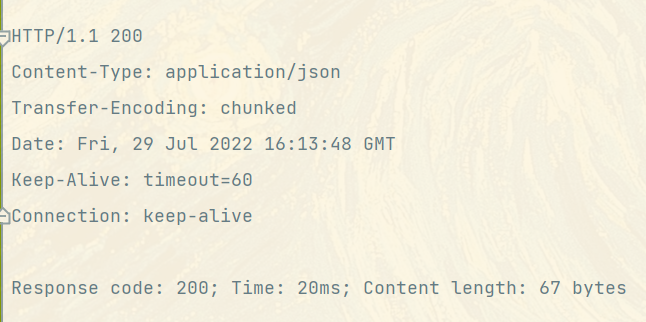 HTTP/1.1 200
Content-Type: application/json
Transfer-Encoding: chunked
Date: Fri, 29 Jul 2022 16:13:48 GMT
Keep-Alive: timeout=60
Connection: keep-alive
Response code: 200; Time: 20ms; Content length: 67 bytes